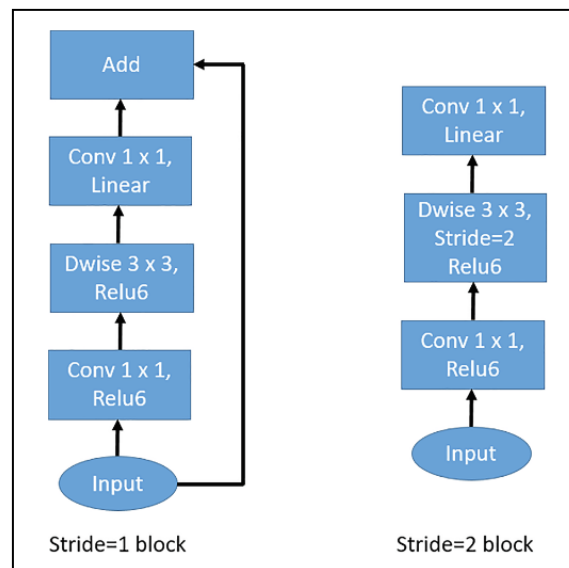 Add
Conv 1 x 1,
Linear
Dwise 3 x 3,
Relu6
Conv 1 x 1,
Relu6
Input
Stride=1 block
Conv 1 x 1,
Linear
Dwise 3 x 3,
Stride=2
Relu6
Conv 1 x 1,
Relu6
Input
Stride=2 block